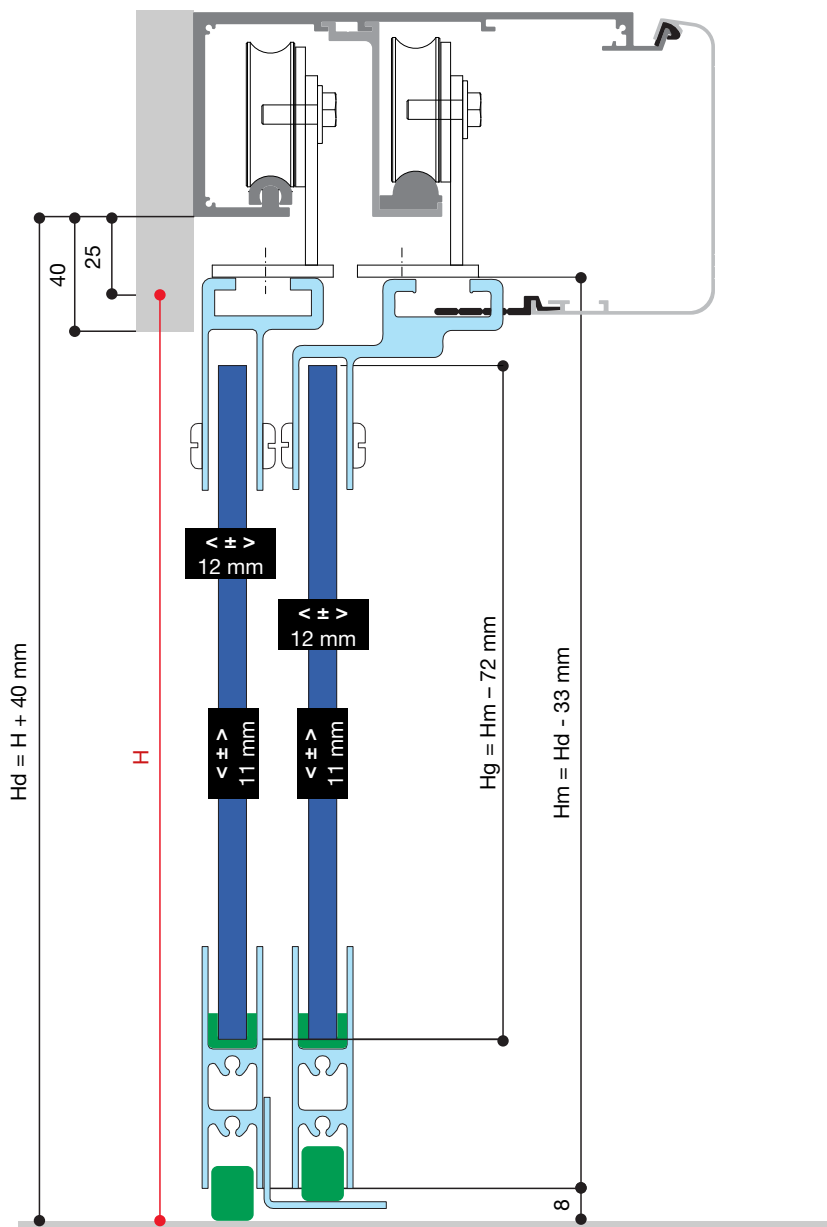 40
25
< ± >
12 mm
< ± >
12 mm
< ± >
11 mm
< ± >
11 mm
Hd = H + 40 mm
H
Hg = Hm – 72 mm
Hm = Hd - 33 mm
8